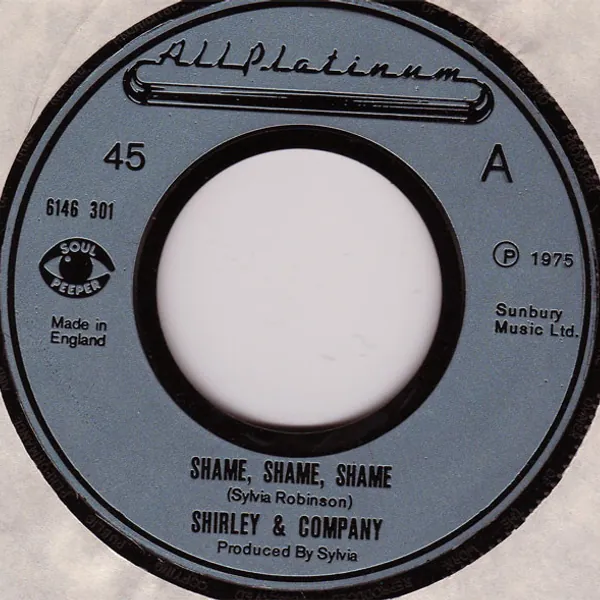 AllPlatinum
45
A
6146 301
SOUL
PEEPER
Ⓟ 1975
Made in
England
Sunbury
Music Ltd.
SHAME, SHAME, SHAME
(Sylvia Robinson)
SHIRLEY & COMPANY
Produced By Sylvia